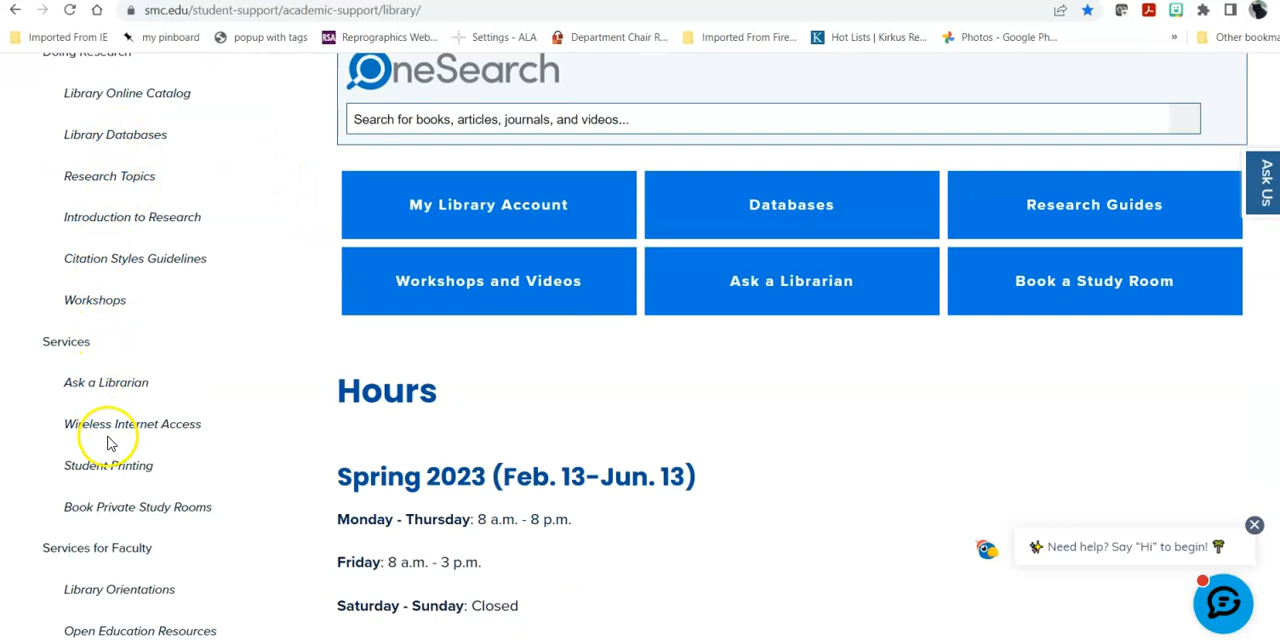 smc.edu/student-support/academic-support/library/
Imported From IE
my pinboard
popup with tags
RSA
Reprographics Web...
Settings - ALA
Department Chair R...
Imported From Fire...
K
Hot Lists | Kirkus Re...
Photos - Google Ph...
»
Other bookma
Doing Research
Library Online Catalog
Library Databases
Research Topics
Introduction to Research
Citation Styles Guidelines
Workshops
Services
Ask a Librarian
Wireless Internet Access
Student Printing
Book Private Study Rooms
Services for Faculty
Library Orientations
Open Education Resources
OneSearch
Search for books, articles, journals, and videos...
My Library Account
Databases
Research Guides
Workshops and Videos
Ask a Librarian
Book a Study Room
Hours
Spring 2023 (Feb. 13-Jun. 13)
Monday - Thursday: 8 a.m. - 8 p.m.
Friday: 8 a.m. - 3 p.m.
Saturday - Sunday: Closed
Ask Us
✨ Need help? Say "Hi" to begin! 🌴